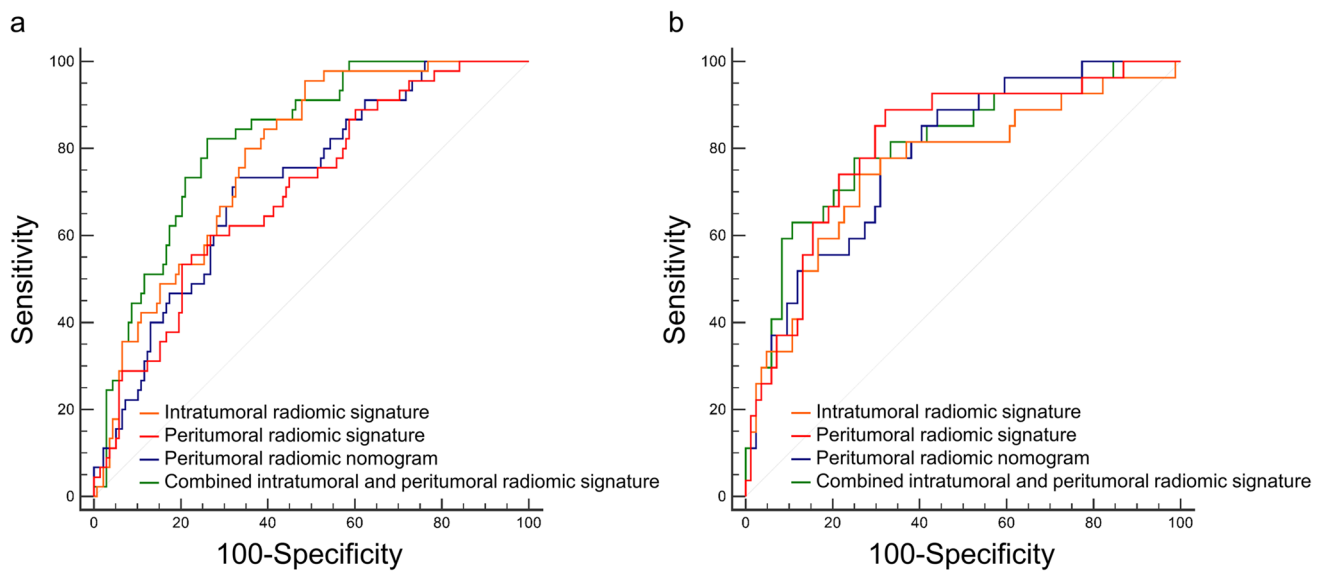 a
100
80
60
40
20
0
Sensitivity
Intratumoral radiomic signature
Peritumoral radiomic signature
Peritumoral radiomic nomogram
Combined intratumoral and peritumoral radiomic signature
0 20 40 60 80 100
100-Specificity
b
100
80
60
40
20
0
Sensitivity
Intratumoral radiomic signature
Peritumoral radiomic signature
Peritumoral radiomic nomogram
Combined intratumoral and peritumoral radiomic signature
0 20 40 60 80 100
100-Specificity